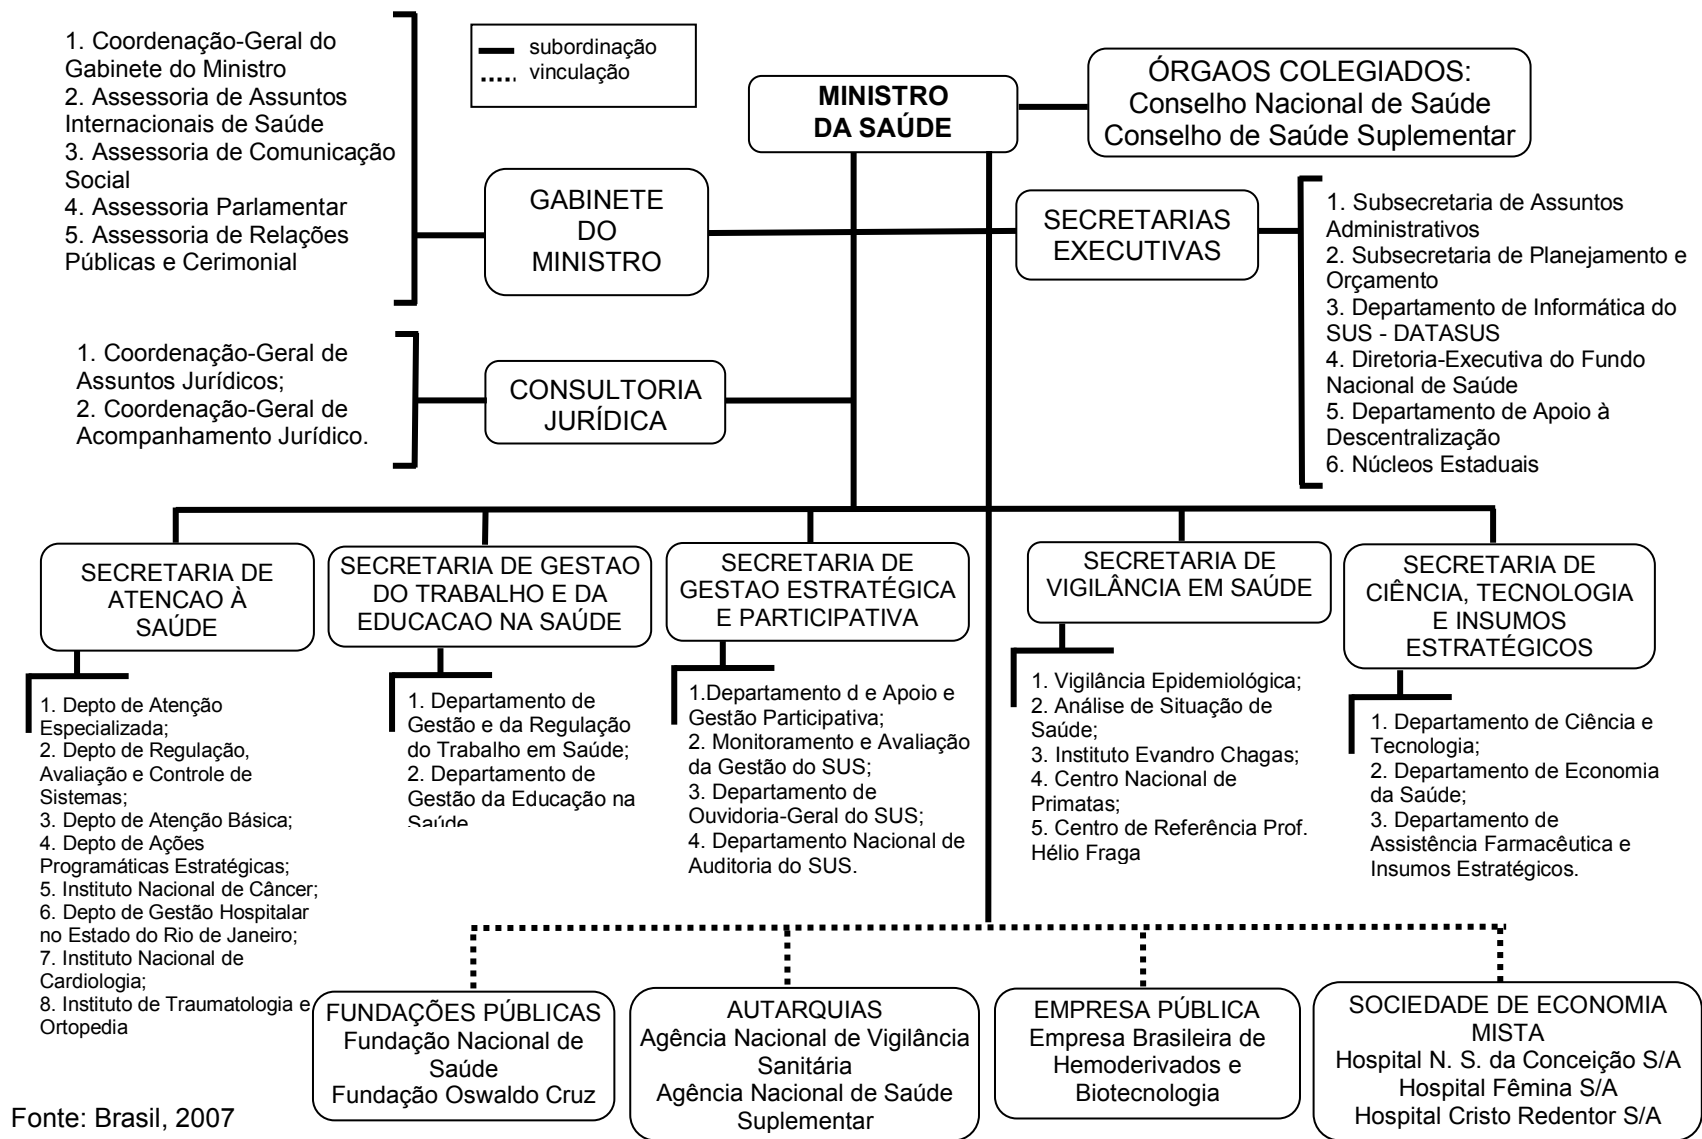 1. Coordenação-Geral do
Gabinete do Ministro
2. Assessoria de Assuntos
Internacionais de Saúde
3. Assessoria de Comunicação
Social
4. Assessoria Parlamentar
5. Assessoria de Relações
Públicas e Cerimonial
subordinação
vinculação
MINISTRO
DA SAÚDE
ÓRGAOS COLEGIADOS:
Conselho Nacional de Saúde
Conselho de Saúde Suplementar
GABINETE
DO
MINISTRO
SECRETARIAS
EXECUTIVAS
1. Subsecretaria de Assuntos
Administrativos
2. Subsecretaria de Planejamento e
Orçamento
3. Departamento de Informática do
SUS - DATASUS
4. Diretoria-Executiva do Fundo
Nacional de Saúde
5. Departamento de Apoio à
Descentralização
6. Núcleos Estaduais
1. Coordenação-Geral de
Assuntos Jurídicos;
2. Coordenação-Geral de
Acompanhamento Jurídico.
CONSULTORIA
JURÍDICA
SECRETARIA DE
ATENCAO À
SAÚDE
SECRETARIA DE GESTAO
DO TRABALHO E DA
EDUCACAO NA SAÚDE
SECRETARIA DE
GESTAO ESTRATÉGICA
E PARTICIPATIVA
SECRETARIA DE
VIGILÂNCIA EM SAÚDE
SECRETARIA DE
CIÊNCIA, TECNOLOGIA
E INSUMOS
ESTRATÉGICOS
1. Depto de Atenção
Especializada;
2. Depto de Regulação,
Avaliação e Controle de
Sistemas;
3. Depto de Atenção Básica;
4. Depto de Ações
Programáticas Estratégicas;
5. Instituto Nacional de Câncer;
6. Depto de Gestão Hospitalar
no Estado do Rio de Janeiro;
7. Instituto Nacional de
Cardiologia;
8. Instituto de Traumatologia e
Ortopedia
1. Departamento de
Gestão e da Regulação
do Trabalho em Saúde;
2. Departamento de
Gestão da Educação na
Saúde
1.Departamento d e Apoio e
Gestão Participativa;
2. Monitoramento e Avaliação
da Gestão do SUS;
3. Departamento de
Ouvidoria-Geral do SUS;
4. Departamento Nacional de
Auditoria do SUS.
1. Vigilância Epidemiológica;
2. Análise de Situação de
Saúde;
3. Instituto Evandro Chagas;
4. Centro Nacional de
Primatas;
5. Centro de Referência Prof.
Hélio Fraga
1. Departamento de Ciência e
Tecnologia;
2. Departamento de Economia
da Saúde;
3. Departamento de
Assistência Farmacêutica e
Insumos Estratégicos.
FUNDAÇÕES PÚBLICAS
Fundação Nacional de
Saúde
Fundação Oswaldo Cruz
AUTARQUIAS
Agência Nacional de Vigilância
Sanitária
Agência Nacional de Saúde
Suplementar
EMPRESA PÚBLICA
Empresa Brasileira de
Hemoderivados e
Biotecnologia
SOCIEDADE DE ECONOMIA
MISTA
Hospital N. S. da Conceição S/A
Hospital Fêmina S/A
Hospital Cristo Redentor S/A
Fonte: Brasil, 2007